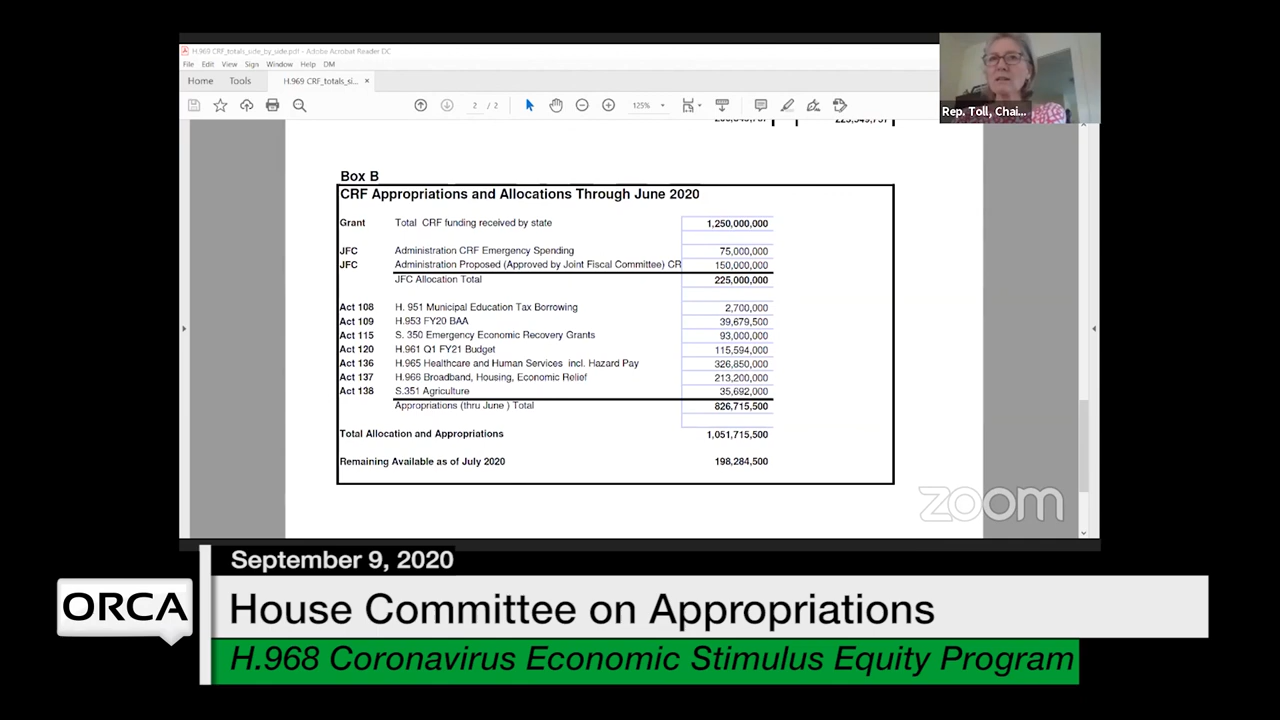 H.969 CRF_totals_side_by_side.pdf - Adobe Acrobat Reader DC
File Edit View Sign Window Help DM
Home Tools H.969 CRF_totals_si... ×
2 / 2 125%
Rep. Toll, Chai...
Box B
CRF Appropriations and Allocations Through June 2020
Grant Total CRF funding received by state 1,250,000,000
JFC Administration CRF Emergency Spending 75,000,000
JFC Administration Proposed (Approved by Joint Fiscal Committee) CR 150,000,000
JFC Allocation Total 225,000,000
Act 108 H. 951 Municipal Education Tax Borrowing 2,700,000
Act 109 H.953 FY20 BAA 39,679,500
Act 115 S. 350 Emergency Economic Recovery Grants 93,000,000
Act 120 H.961 Q1 FY21 Budget 115,594,000
Act 136 H.965 Healthcare and Human Services incl. Hazard Pay 326,850,000
Act 137 H.966 Broadband, Housing, Economic Relief 213,200,000
Act 138 S.351 Agriculture 35,692,000
Appropriations (thru June ) Total 826,715,500
Total Allocation and Appropriations 1,051,715,500
Remaining Available as of July 2020 198,284,500
zoom
September 9, 2020
ORCA House Committee on Appropriations
H.968 Coronavirus Economic Stimulus Equity Program